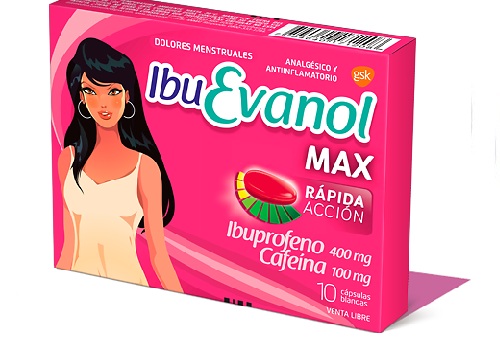 DOLORES MENSTRUALES
ANALGÉSICO Y
ANTIINFLAMATORIO
gsk
IbuEvanol
MAX
RÁPIDA
ACCIÓN
Ibuprofeno 400 mg
Cafeína 100 mg
10 cápsulas
blancas
VENTA LIBRE